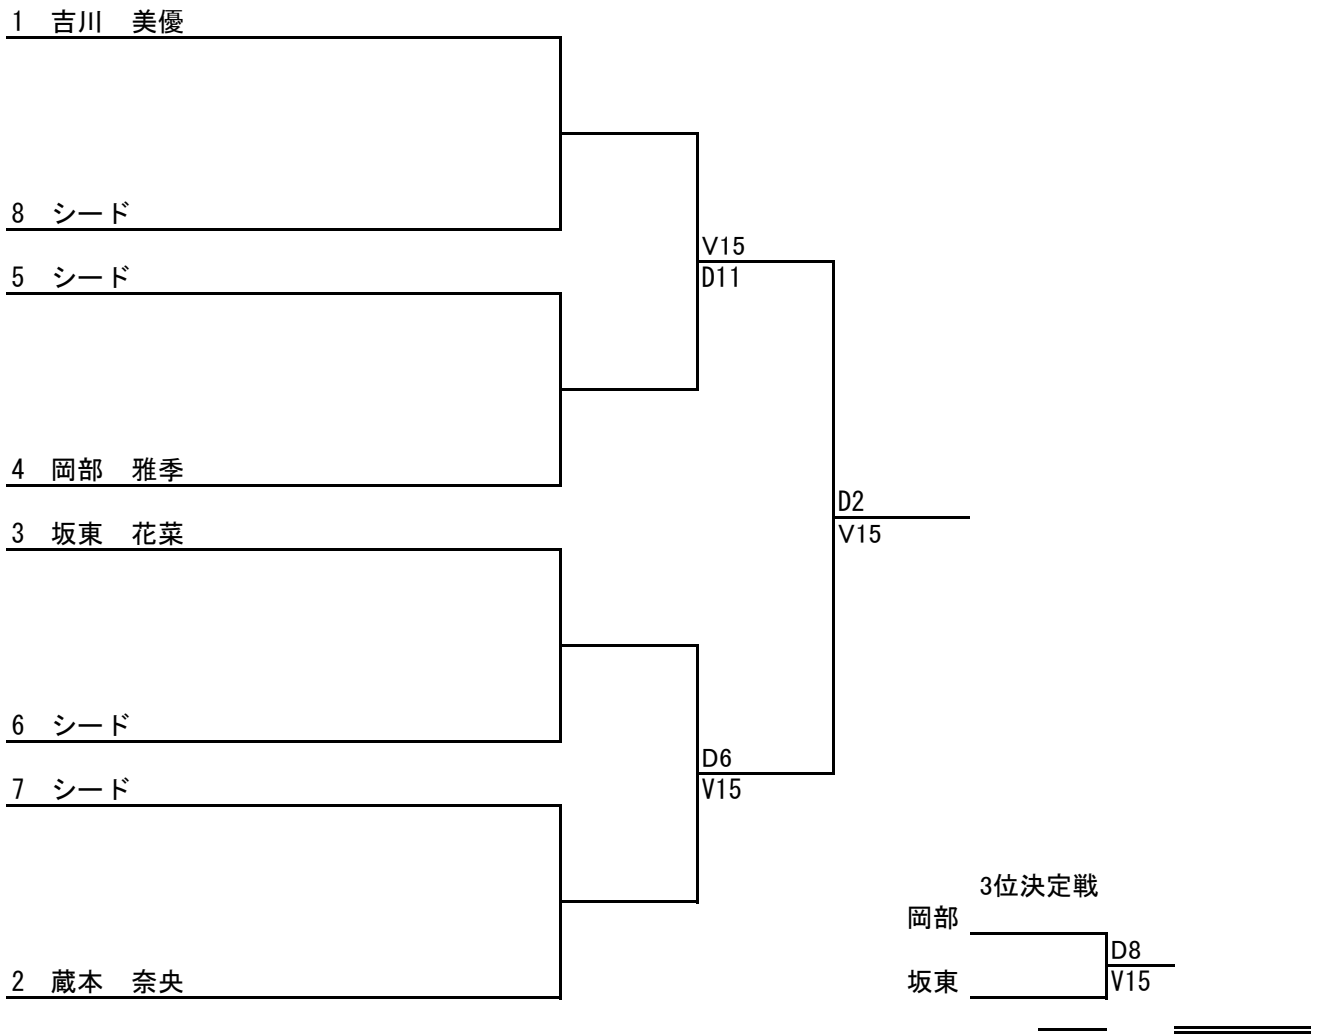 1 吉川 美優
8 シード
V15
5 シード
D11
4 岡部 雅季
D2
3 坂東 花菜
V15
6 シード
D6
7 シード
V15
3位決定戦
岡部
D8
2 蔵本 奈央
坂東
V15